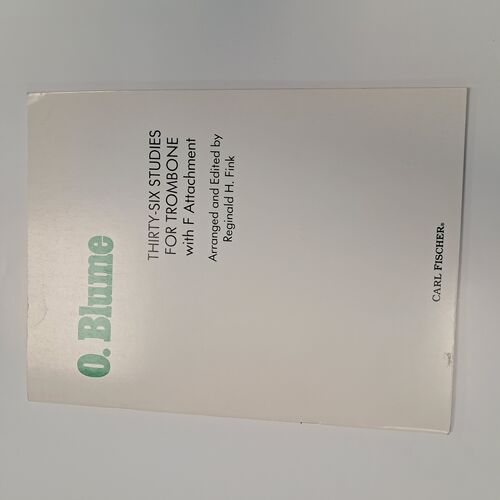 O. Blume
THIRTY-SIX STUDIES
FOR TROMBONE
with F Attachment
Arranged and Edited by
Reginald H. Fink
CARL FISCHER®